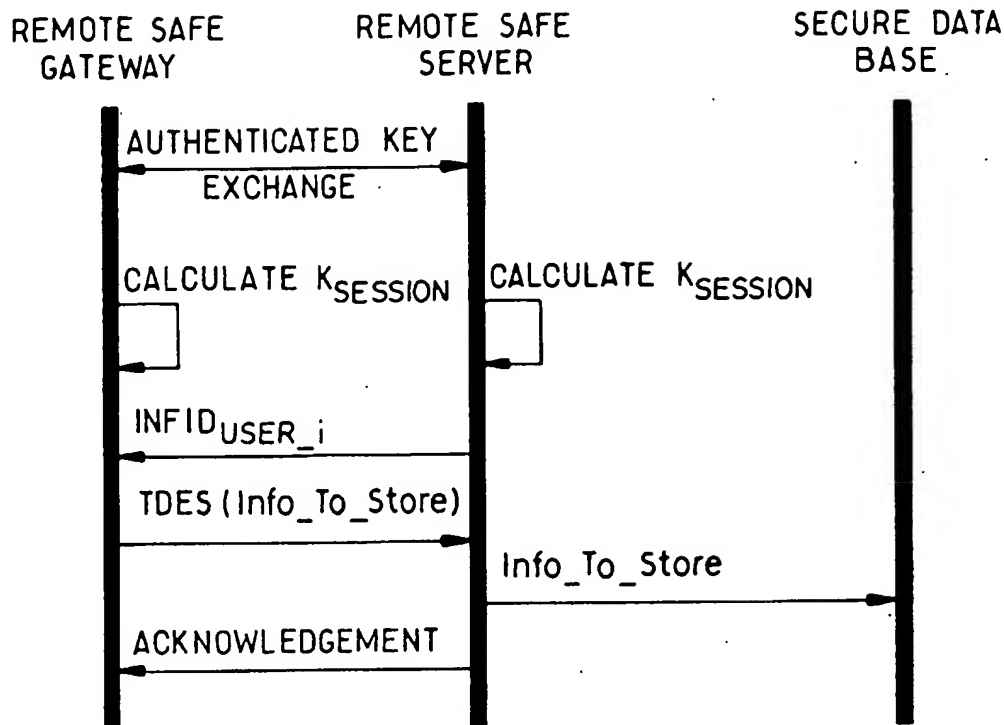 REMOTE SAFE
GATEWAY
REMOTE SAFE
SERVER
SECURE DATA
BASE
AUTHENTICATED KEY
EXCHANGE
CALCULATE KSESSION
CALCULATE KSESSION
INFIDUSER_i
TDES (Info_To_Store)
Info_To_Store
ACKNOWLEDGEMENT